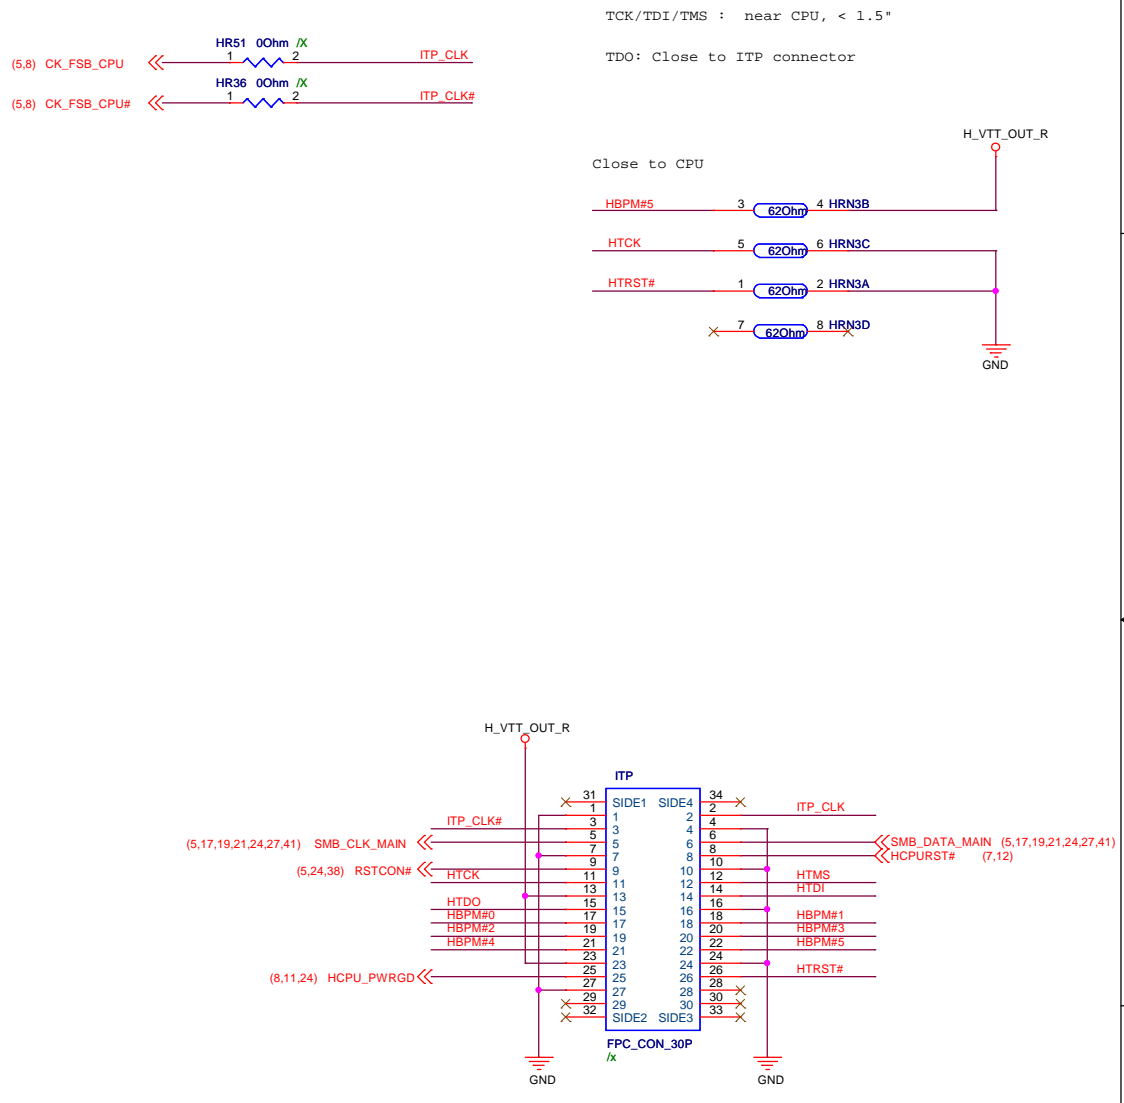 TCK/TDI/TMS : near CPU, < 1.5"
HR51 0Ohm /X
1 2 ITP_CLK
(5,8) CK_FSB_CPU
TDO: Close to ITP connector
HR36 0Ohm /X
1 2 ITP_CLK#
(5,8) CK_FSB_CPU#
H_VTT_OUT_R
Close to CPU
HBPM#5 3 62Ohm 4 HRN3B
HTCK 5 62Ohm 6 HRN3C
HTRST# 1 62Ohm 2 HRN3A
7 62Ohm 8 HRN3D
GND
H_VTT_OUT_R
ITP
31 SIDE1 SIDE4 34
1 1 2 2 ITP_CLK
ITP_CLK# 3 3 4 4
(5,17,19,21,24,27,41) SMB_CLK_MAIN 5 5 6 6 SMB_DATA_MAIN (5,17,19,21,24,27,41)
7 7 8 8 HCPURST# (7,12)
(5,24,38) RSTCON# 9 9 10 10
HTCK 11 11 12 12 HTMS
13 13 14 14 HTDI
HTDO 15 15 16 16
HBPM#0 17 17 18 18 HBPM#1
HBPM#2 19 19 20 20 HBPM#3
HBPM#4 21 21 22 22 HBPM#5
23 23 24 24
(8,11,24) HCPU_PWRGD 25 25 26 26 HTRST#
27 27 28 28
29 29 30 30
32 SIDE2 SIDE3 33
FPC_CON_30P
/x
GND GND